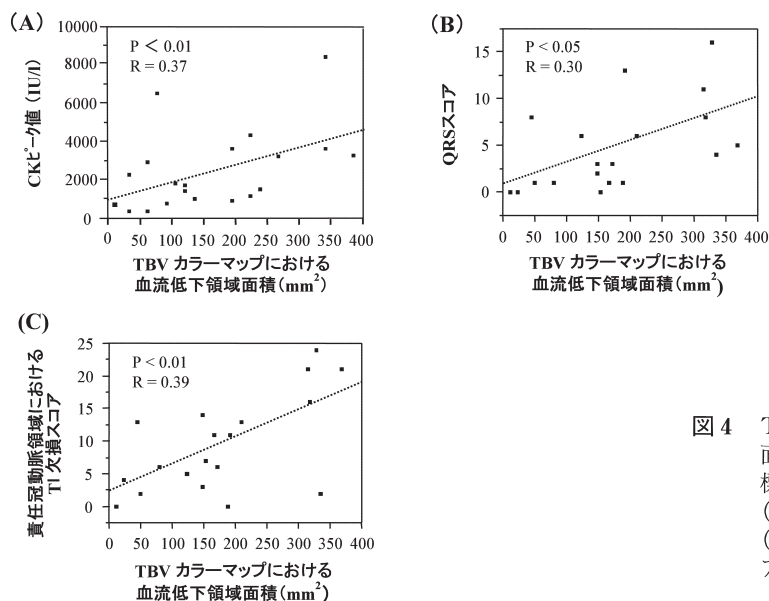 (A)
10000
8000
6000
4000
2000
0
CKピーク値 (IU/l)
P < 0.01
R = 0.37
0 50 100 150 200 250 300 350 400
TBV カラーマップにおける
血流低下領域面積(mm2)
(B)
15
10
5
0
QRSスコア
P < 0.05
R = 0.30
0 50 100 150 200 250 300 350 400
TBV カラーマップにおける
血流低下領域面積(mm2)
(C)
25
20
15
10
5
0
責任冠動脈領域における
Tl 欠損スコア
P < 0.01
R = 0.39
0 50 100 150 200 250 300 350 400
TBV カラーマップにおける
血流低下領域面積(mm2)
図4